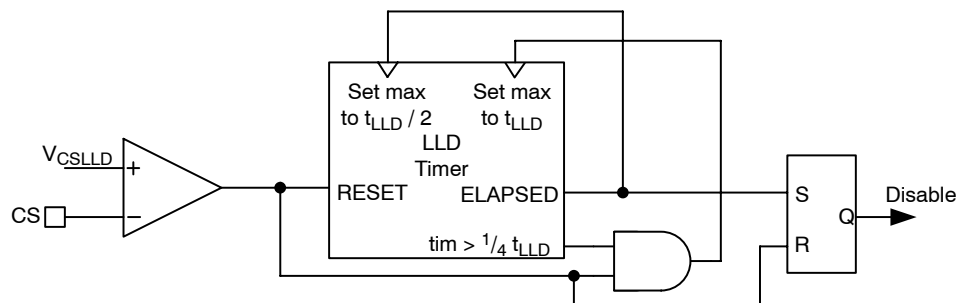 Set max
to tLLD / 2
Set max
to tLLD
LLD
Timer
VCSLLD
+
CS
−
RESET
ELAPSED
tim > 1/4 tLLD
S
R
Q
Disable